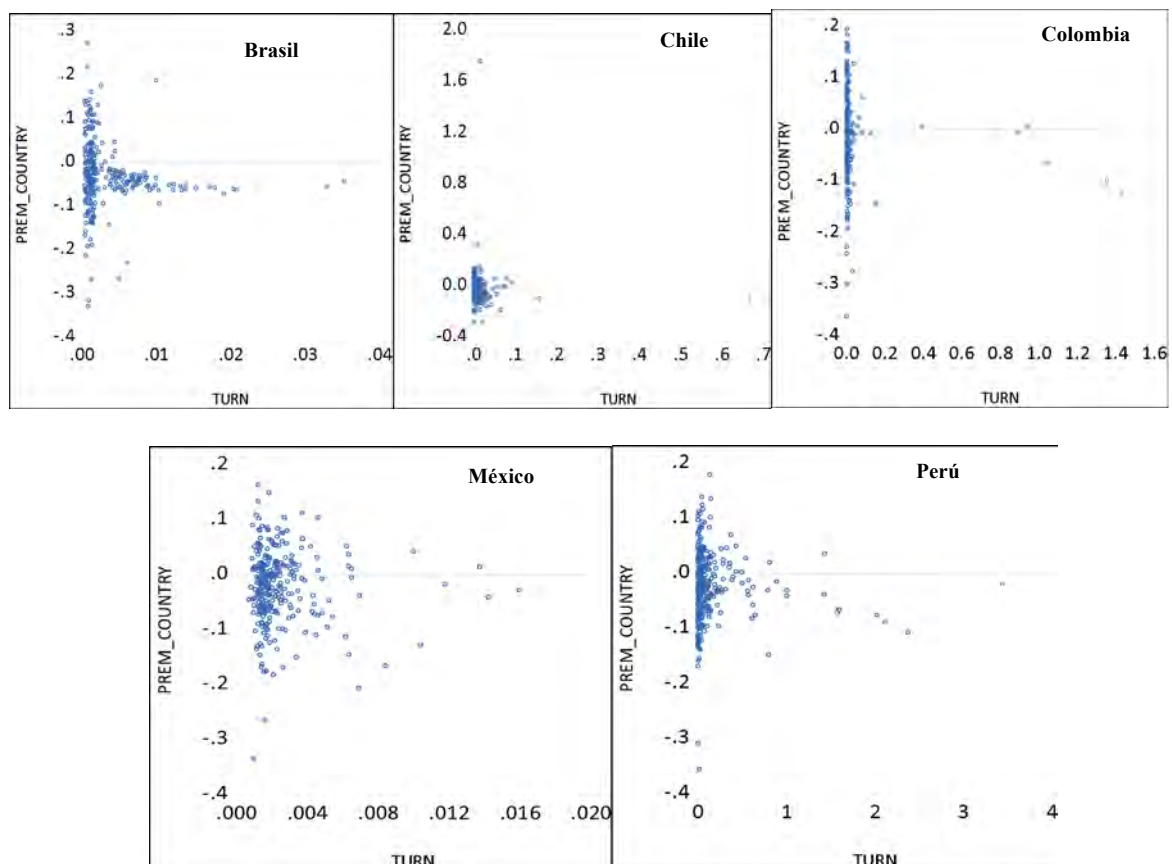 Brasil
.3
.2
.1
.0
-.1
-.2
-.3
-.4
PREM_COUNTRY
.00 .01 .02 .03 .04
TURN
Chile
2.0
1.6
1.2
0.8
0.4
0.0
-0.4
PREM_COUNTRY
.0 .1 .2 .3 .4 .5 .6 .7
TURN
Colombia
.2
.1
.0
-.1
-.2
-.3
-.4
PREM_COUNTRY
0.0 0.2 0.4 0.6 0.8 1.0 1.2 1.4 1.6
TURN
México
.2
.1
.0
-.1
-.2
-.3
-.4
PREM_COUNTRY
.000 .004 .008 .012 .016 .020
TURN
Perú
.2
.1
.0
-.1
-.2
-.3
-.4
PREM_COUNTRY
0 1 2 3 4
TURN